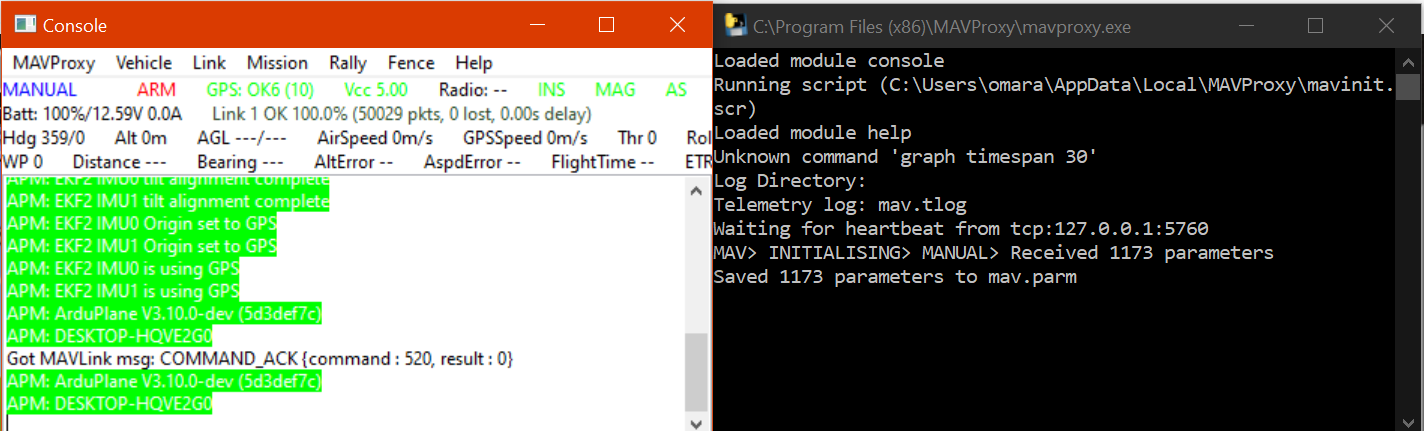 Console
MAVProxy Vehicle Link Mission Rally Fence Help
MANUAL ARM GPS: OK6 (10) Vcc 5.00 Radio: -- INS MAG AS
Batt: 100%/12.59V 0.0A Link 1 OK 100.0% (50029 pkts, 0 lost, 0.00s delay)
Hdg 359/0 Alt 0m AGL ---/--- AirSpeed 0m/s GPSSpeed 0m/s Thr 0 Rol
WP 0 Distance --- Bearing --- AltError -- AspdError -- FlightTime -- ETR
APM: EKF2 IMU0 tilt alignment complete
APM: EKF2 IMU1 tilt alignment complete
APM: EKF2 IMU0 Origin set to GPS
APM: EKF2 IMU1 Origin set to GPS
APM: EKF2 IMU0 is using GPS
APM: EKF2 IMU1 is using GPS
APM: ArduPlane V3.10.0-dev (5d3def7c)
APM: DESKTOP-HQVE2G0
Got MAVLink msg: COMMAND_ACK {command : 520, result : 0}
APM: ArduPlane V3.10.0-dev (5d3def7c)
APM: DESKTOP-HQVE2G0
C:\Program Files (x86)\MAVProxy\mavproxy.exe
Loaded module console
Running script (C:\Users\omara\AppData\Local\MAVProxy\mavinit.
scr)
Loaded module help
Unknown command 'graph timespan 30'
Log Directory:
Telemetry log: mav.tlog
Waiting for heartbeat from tcp:127.0.0.1:5760
MAV> INITIALISING> MANUAL> Received 1173 parameters
Saved 1173 parameters to mav.parm